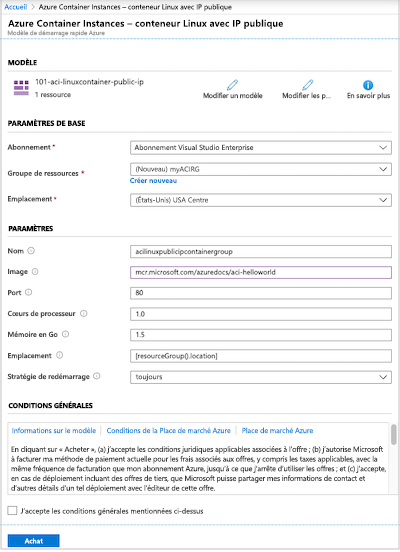 Accueil > Azure Container Instances – conteneur Linux avec IP publique
Azure Container Instances – conteneur Linux avec IP publique
Modèle de démarrage rapide Azure
MODÈLE
101-aci-linuxcontainer-public-ip
1 ressource
Modifier un modèle
Modifier les p...
En savoir plus
PARAMÈTRES DE BASE
Abonnement *
Abonnement Visual Studio Enterprise
Groupe de ressources *
(Nouveau) myACIRG
Créer nouveau
Emplacement *
(États-Unis) USA Centre
PARAMÈTRES
Nom
acilinuxpublicipcontainergroup
Image
mcr.microsoft.com/azuredocs/aci-helloworld
Port
80
Cœurs de processeur
1.0
Mémoire en Go
1.5
Emplacement
[resourceGroup().location]
Stratégie de redémarrage
toujours
CONDITIONS GÉNÉRALES
Informations sur le modèle | Conditions de la Place de marché Azure | Place de marché Azure
En cliquant sur « Acheter », (a) j'accepte les conditions juridiques applicables associées à l'offre ; (b) j'autorise Microsoft
à facturer ma méthode de paiement actuelle pour les frais associés aux offres, y compris les taxes applicables, avec la
même fréquence de facturation que mon abonnement Azure, jusqu'à ce que j'arrête d'utiliser les offres ; et (c) j'accepte,
en cas de déploiement incluant des offres de tiers, que Microsoft puisse partager mes informations de contact et
d'autres détails d'un tel déploiement avec l'éditeur de cette offre.
J'accepte les conditions générales mentionnées ci-dessus
Achat